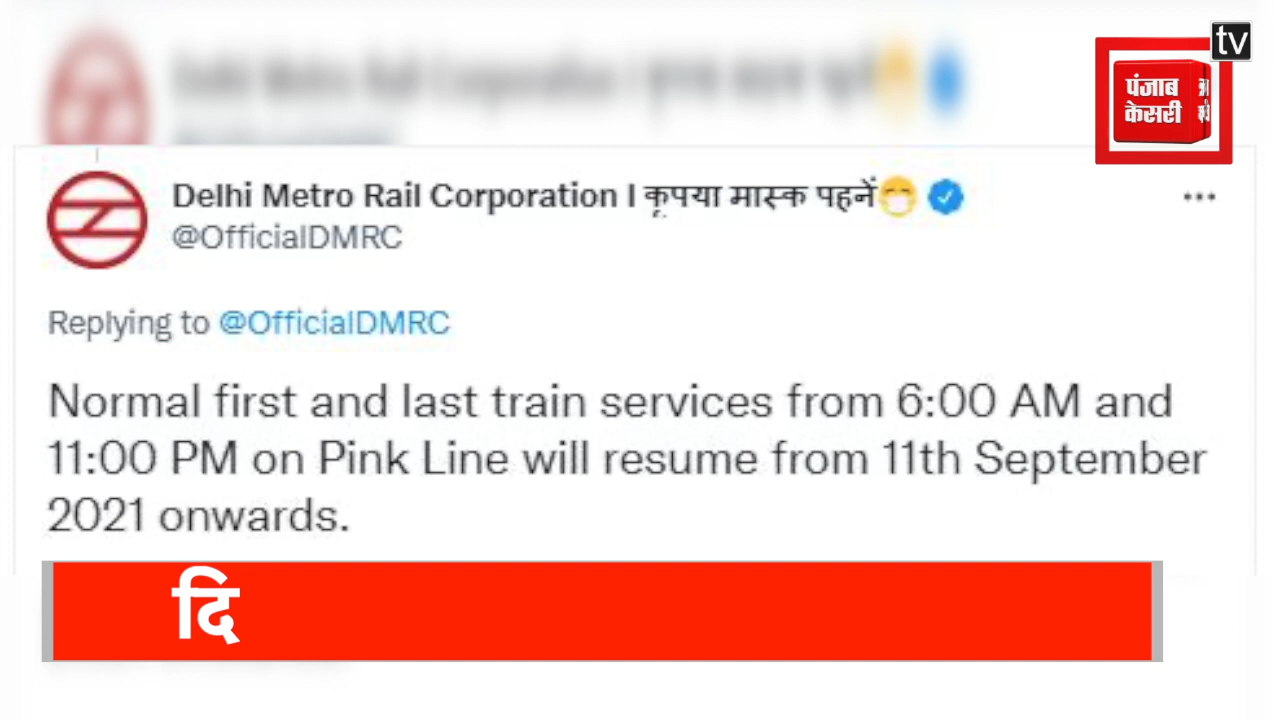 tv
पंजाब
केसरी
Delhi Metro Rail Corporation I कृपया मास्क पहनें😷
@OfficialDMRC
Replying to @OfficialDMRC
Normal first and last train services from 6:00 AM and
11:00 PM on Pink Line will resume from 11th September
2021 onwards.
दि